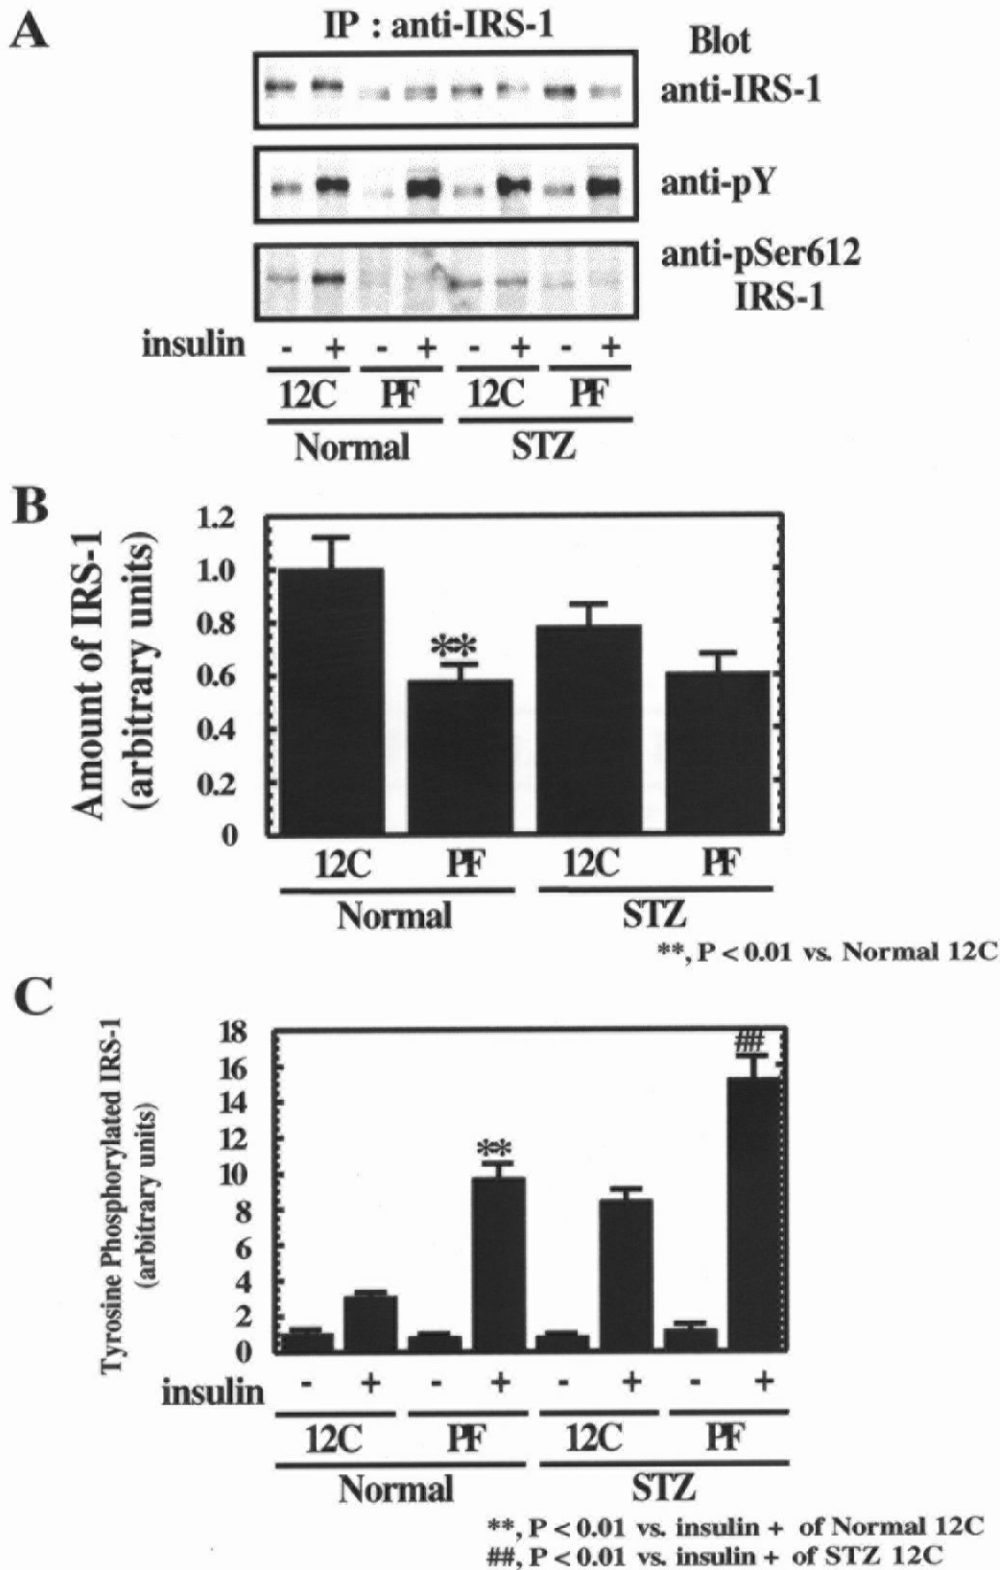 A
IP : anti-IRS-1
Blot
anti-IRS-1
anti-pY
anti-pSer612
IRS-1
insulin - + - + - + - +
12C PF 12C PF
Normal STZ
B
Amount of IRS-1
(arbitrary units)
1.2
1.0
0.8
0.6
0.4
0.2
0
**
12C PF 12C PF
Normal STZ
**, P < 0.01 vs. Normal 12C
C
Tyrosine Phosphorylated IRS-1
(arbitrary units)
18
16
14
12
10
8
6
4
2
0
**
##
insulin - + - + - + - +
12C PF 12C PF
Normal STZ
**, P < 0.01 vs. insulin + of Normal 12C
##, P < 0.01 vs. insulin + of STZ 12C